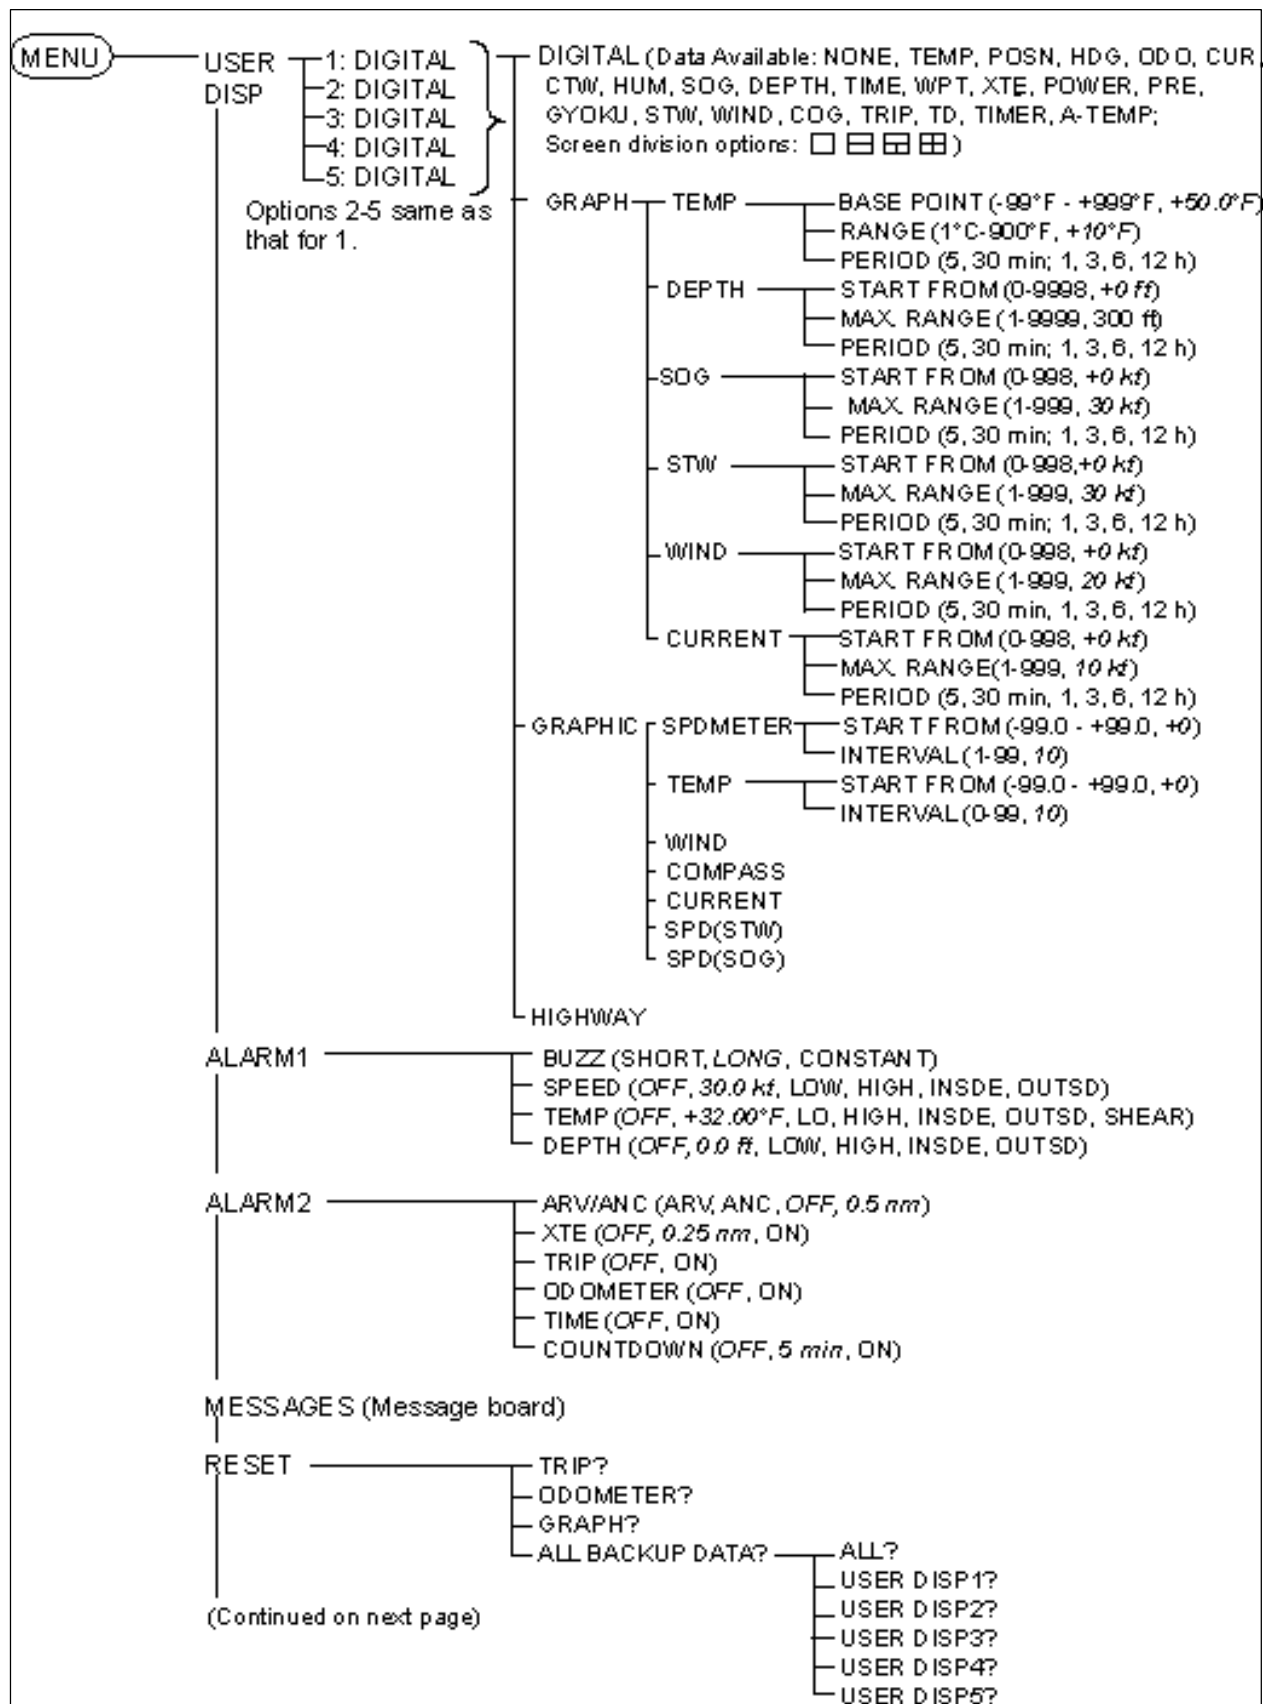 MENU
USER
DISP
1: DIGITAL
2: DIGITAL
3: DIGITAL
4: DIGITAL
5: DIGITAL
Options 2-5 same as
that for 1.
DIGITAL (Data Available: NONE, TEMP, POSN, HDG, ODO, CUR,
CTW, HUM, SOG, DEPTH, TIME, WPT, XTE, POWER, PRE,
GYOKU, STW, WIND, COG, TRIP, TD, TIMER, A-TEMP;
Screen division options: )
GRAPH
TEMP
BASE POINT (-99°F - +999°F, +50.0°F)
RANGE (1°C-900°F, +10°F)
PERIOD (5, 30 min; 1, 3, 6, 12 h)
DEPTH
START FROM (0-9998, +0 ft)
MAX. RANGE (1-9999, 300 ft)
PERIOD (5, 30 min; 1, 3, 6, 12 h)
SOG
START FROM (0-998, +0 kt)
MAX. RANGE (1-999, 30 kt)
PERIOD (5, 30 min; 1, 3, 6, 12 h)
STW
START FROM (0-998,+0 kt)
MAX. RANGE (1-999, 30 kt)
PERIOD (5, 30 min; 1, 3, 6, 12 h)
WIND
START FROM (0-998, +0 kt)
MAX. RANGE (1-999, 20 kt)
PERIOD (5, 30 min, 1, 3, 6, 12 h)
CURRENT
START FROM (0-998, +0 kt)
MAX. RANGE(1-999, 10 kt)
PERIOD (5, 30 min, 1, 3, 6, 12 h)
GRAPHIC
SPDMETER
START FROM (-99.0 - +99.0, +0)
INTERVAL (1-99, 10)
TEMP
START FROM (-99.0 - +99.0, +0)
INTERVAL (0-99, 10)
WIND
COMPASS
CURRENT
SPD(STW)
SPD(SOG)
HIGHWAY
ALARM1
BUZZ (SHORT, LONG, CONSTANT)
SPEED (OFF, 30.0 kt, LOW, HIGH, INSDE, OUTSD)
TEMP (OFF, +32.00°F, LO, HIGH, INSDE, OUTSD, SHEAR)
DEPTH (OFF, 0.0 ft, LOW, HIGH, INSDE, OUTSD)
ALARM2
ARV/ANC (ARV, ANC, OFF, 0.5 nm)
XTE (OFF, 0.25 nm, ON)
TRIP (OFF, ON)
ODOMETER (OFF, ON)
TIME (OFF, ON)
COUNTDOWN (OFF, 5 min, ON)
MESSAGES (Message board)
RESET
TRIP?
ODOMETER?
GRAPH?
ALL BACKUP DATA?
ALL?
USER DISP1?
USER DISP2?
USER DISP3?
USER DISP4?
USER DISP5?
(Continued on next page)